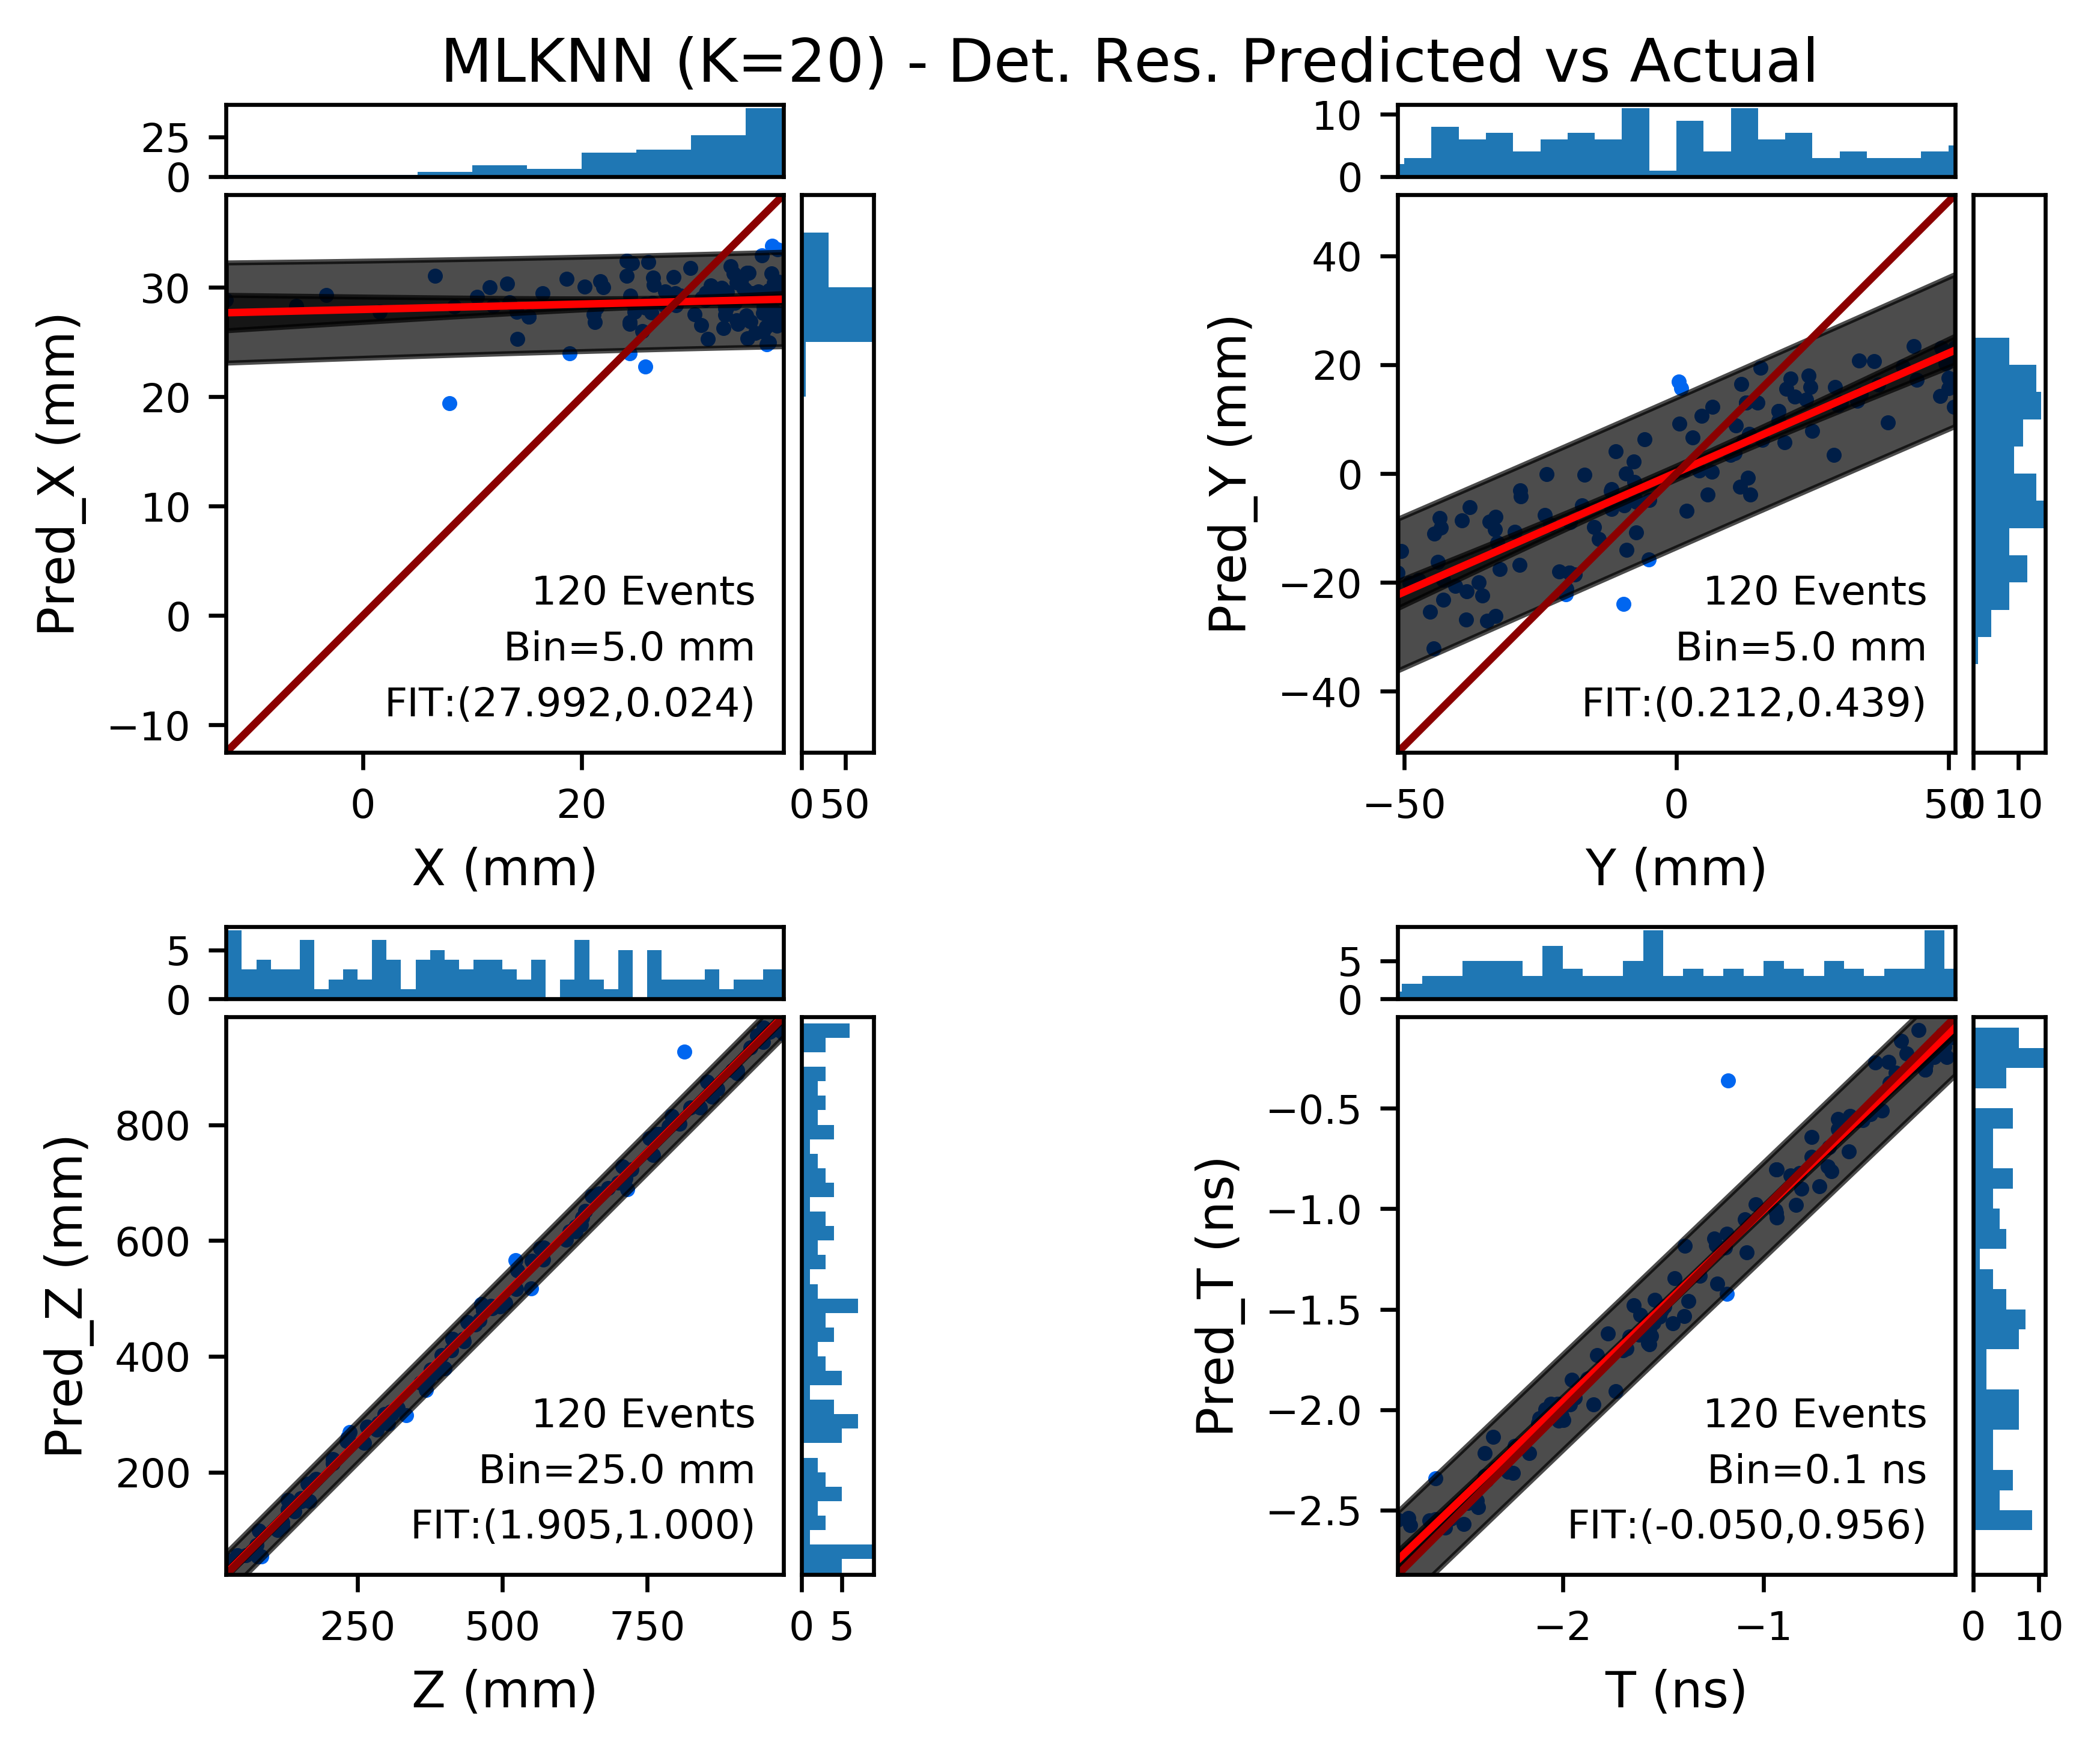 MLKNN (K=20) - Det. Res. Predicted vs Actual
25
0
Pred_X (mm)
30
20
10
0
−10
120 Events
Bin=5.0 mm
FIT:(27.992,0.024)
0 20
0 50
X (mm)
10
0
Pred_Y (mm)
40
20
0
−20
−40
120 Events
Bin=5.0 mm
FIT:(0.212,0.439)
−50 0 50
0 10
Y (mm)
5
0
Pred_Z (mm)
800
600
400
200
120 Events
Bin=25.0 mm
FIT:(1.905,1.000)
250 500 750
0 5
Z (mm)
5
0
Pred_T (ns)
−0.5
−1.0
−1.5
−2.0
−2.5
120 Events
Bin=0.1 ns
FIT:(-0.050,0.956)
−2 −1
0 10
T (ns)